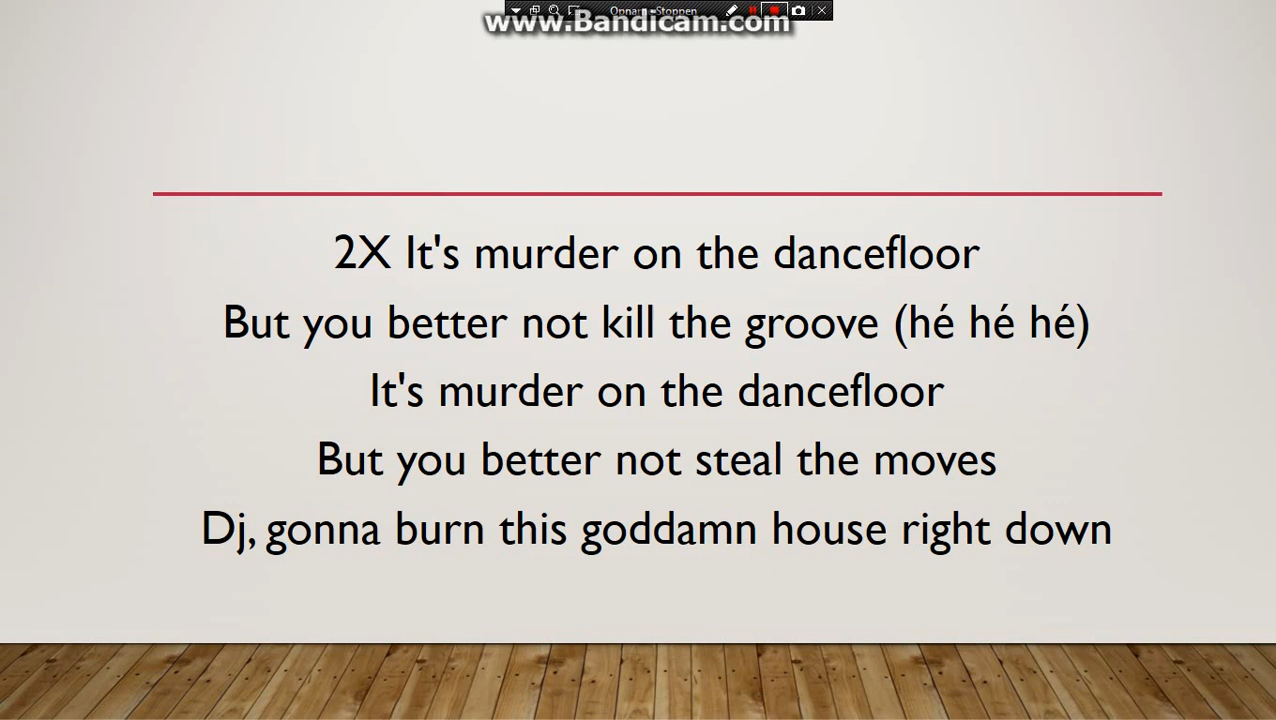 Opname Stoppen
www.Bandicam.com
2X It's murder on the dancefloor
But you better not kill the groove (hé hé hé)
It's murder on the dancefloor
But you better not steal the moves
Dj, gonna burn this goddamn house right down